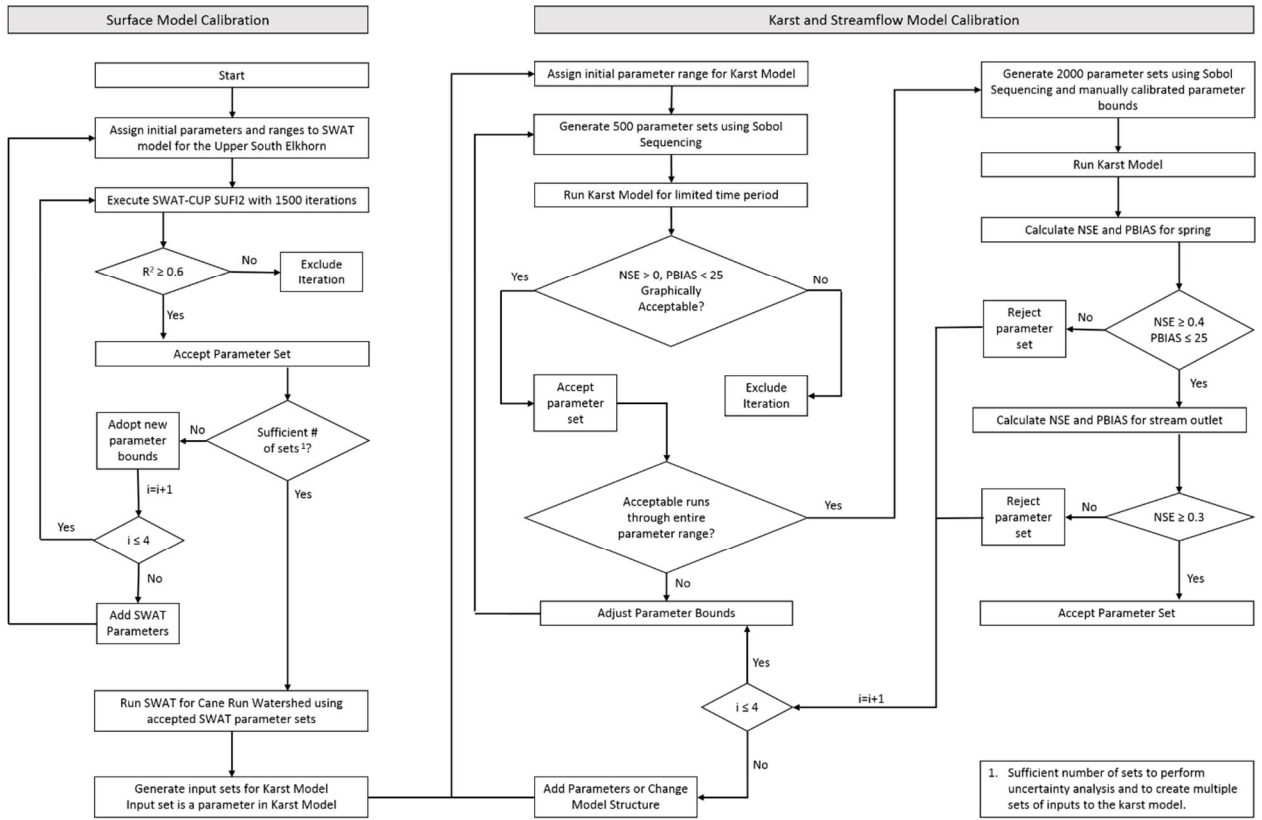 Surface Model Calibration
Start
Assign initial parameters and ranges to SWAT
model for the Upper South Elkhorn
Execute SWAT-CUP SUFI2 with 1500 iterations
R² ≥ 0.6
No
Exclude
Iteration
Yes
Accept Parameter Set
Sufficient #
of sets ¹?
No
Adopt new
parameter
bounds
i=i+1
Yes
i ≤ 4
No
Add SWAT
Parameters
Yes
Run SWAT for Cane Run Watershed using
accepted SWAT parameter sets
Generate input sets for Karst Model
Input set is a parameter in Karst Model
Karst and Streamflow Model Calibration
Assign initial parameter range for Karst Model
Generate 500 parameter sets using Sobol
Sequencing
Run Karst Model for limited time period
NSE > 0, PBIAS < 25
Graphically
Acceptable?
Yes
No
Accept
parameter
set
Exclude
Iteration
Acceptable runs
through entire
parameter range?
Yes
No
Adjust Parameter Bounds
Yes
i ≤ 4
i=i+1
No
Add Parameters or Change
Model Structure
Generate 2000 parameter sets using Sobol
Sequencing and manually calibrated parameter
bounds
Run Karst Model
Calculate NSE and PBIAS for spring
NSE ≥ 0.4
PBIAS ≤ 25
No
Reject
parameter
set
Yes
Calculate NSE and PBIAS for stream outlet
NSE ≥ 0.3
No
Reject
parameter
set
Yes
Accept Parameter Set
1. Sufficient number of sets to perform
uncertainty analysis and to create multiple
sets of inputs to the karst model.